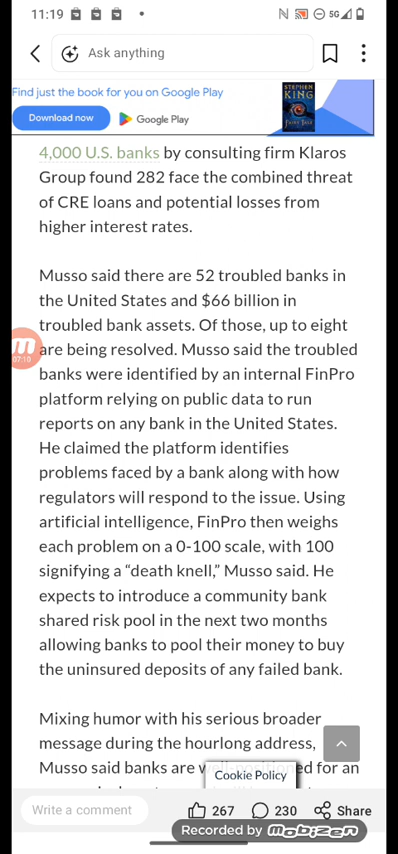 11:19
5G
Ask anything
Find just the book for you on Google Play
STEPHEN
KING
FAIRY TALE
Download now
Google Play
4,000 U.S. banks by consulting firm Klaros
Group found 282 face the combined threat
of CRE loans and potential losses from
higher interest rates.
Musso said there are 52 troubled banks in
the United States and $66 billion in
troubled bank assets. Of those, up to eight
are being resolved. Musso said the troubled
07:19
banks were identified by an internal FinPro
platform relying on public data to run
reports on any bank in the United States.
He claimed the platform identifies
problems faced by a bank along with how
regulators will respond to the issue. Using
artificial intelligence, FinPro then weighs
each problem on a 0-100 scale, with 100
signifying a “death knell,” Musso said. He
expects to introduce a community bank
shared risk pool in the next two months
allowing banks to pool their money to buy
the uninsured deposits of any failed bank.
Mixing humor with his serious broader
message during the hourlong address,
Musso said banks are well-positioned for an
Cookie Policy
Write a comment
267
230
Share
Recorded by mobizen